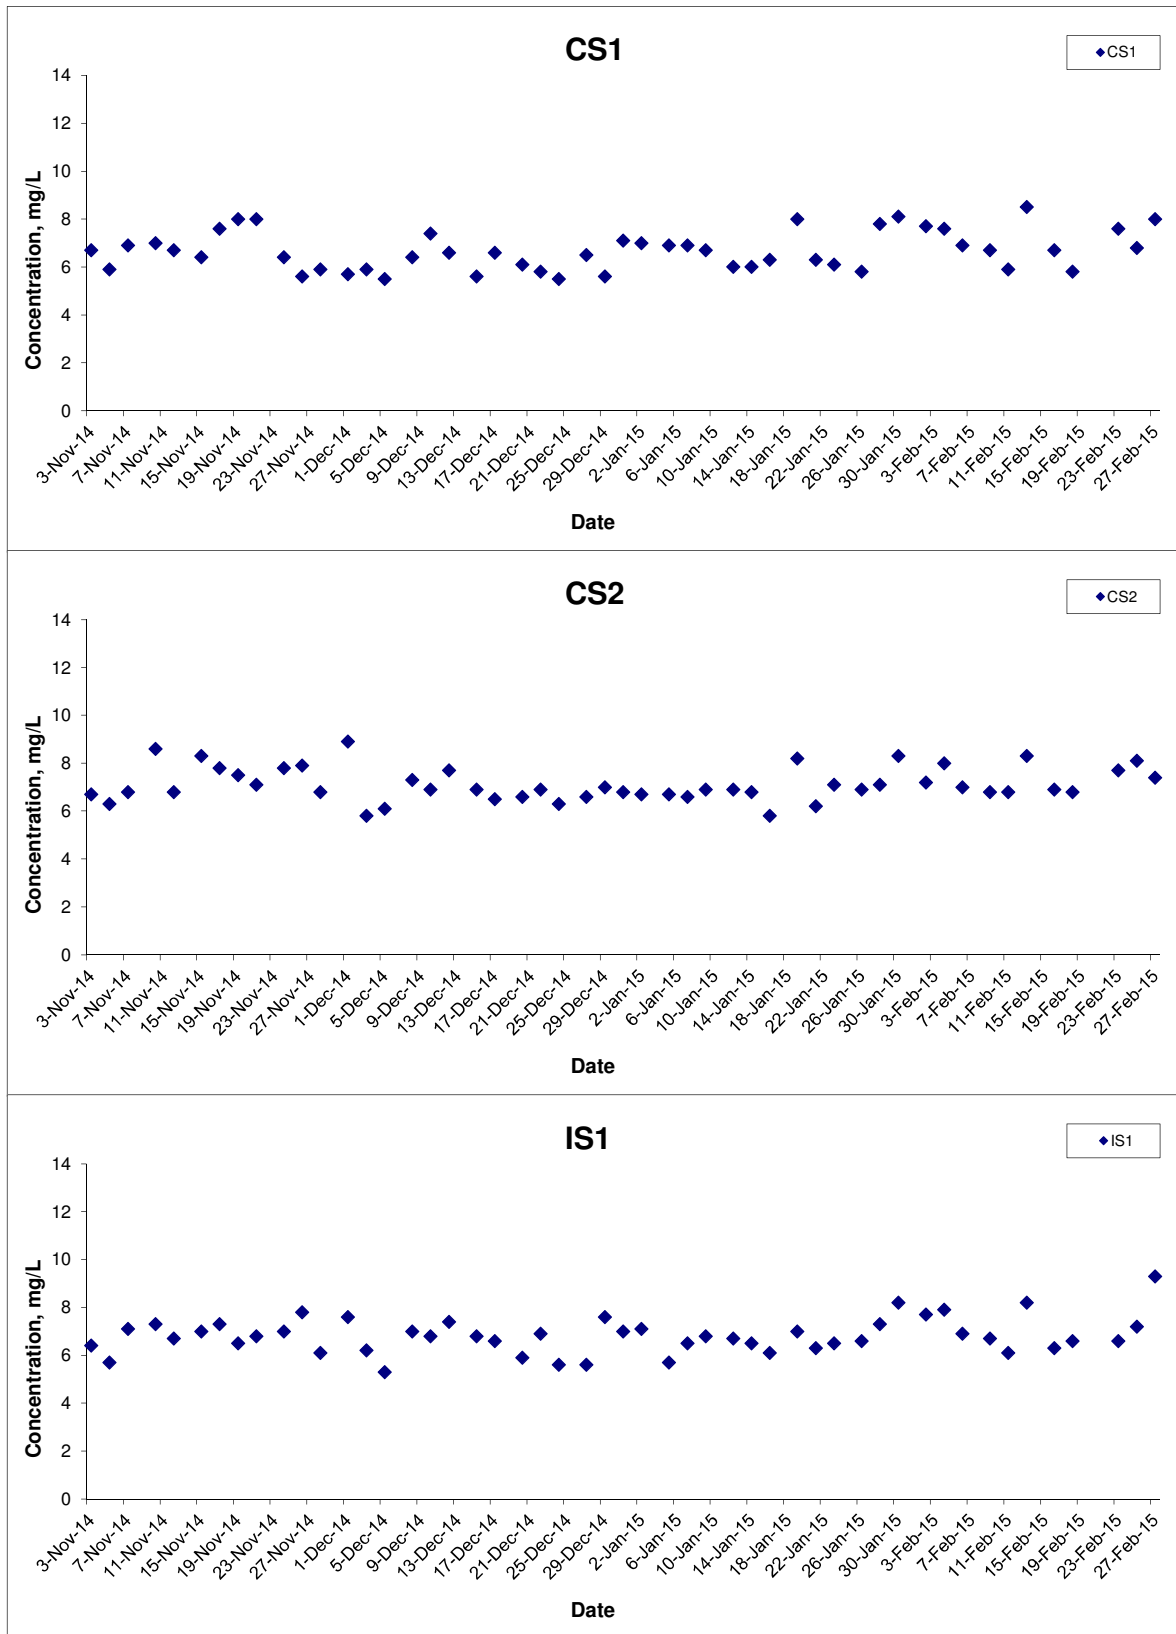 CS1
CS1
14
12
10
8
6
4
2
0
Concentration, mg/L
3-Nov-14
7-Nov-14
11-Nov-14
15-Nov-14
19-Nov-14
23-Nov-14
27-Nov-14
1-Dec-14
5-Dec-14
9-Dec-14
13-Dec-14
17-Dec-14
21-Dec-14
25-Dec-14
29-Dec-14
2-Jan-15
6-Jan-15
10-Jan-15
14-Jan-15
18-Jan-15
22-Jan-15
26-Jan-15
30-Jan-15
3-Feb-15
7-Feb-15
11-Feb-15
15-Feb-15
19-Feb-15
23-Feb-15
27-Feb-15
Date
CS2
CS2
14
12
10
8
6
4
2
0
Concentration, mg/L
3-Nov-14
7-Nov-14
11-Nov-14
15-Nov-14
19-Nov-14
23-Nov-14
27-Nov-14
1-Dec-14
5-Dec-14
9-Dec-14
13-Dec-14
17-Dec-14
21-Dec-14
25-Dec-14
29-Dec-14
2-Jan-15
6-Jan-15
10-Jan-15
14-Jan-15
18-Jan-15
22-Jan-15
26-Jan-15
30-Jan-15
3-Feb-15
7-Feb-15
11-Feb-15
15-Feb-15
19-Feb-15
23-Feb-15
27-Feb-15
Date
IS1
IS1
14
12
10
8
6
4
2
0
Concentration, mg/L
3-Nov-14
7-Nov-14
11-Nov-14
15-Nov-14
19-Nov-14
23-Nov-14
27-Nov-14
1-Dec-14
5-Dec-14
9-Dec-14
13-Dec-14
17-Dec-14
21-Dec-14
25-Dec-14
29-Dec-14
2-Jan-15
6-Jan-15
10-Jan-15
14-Jan-15
18-Jan-15
22-Jan-15
26-Jan-15
30-Jan-15
3-Feb-15
7-Feb-15
11-Feb-15
15-Feb-15
19-Feb-15
23-Feb-15
27-Feb-15
Date